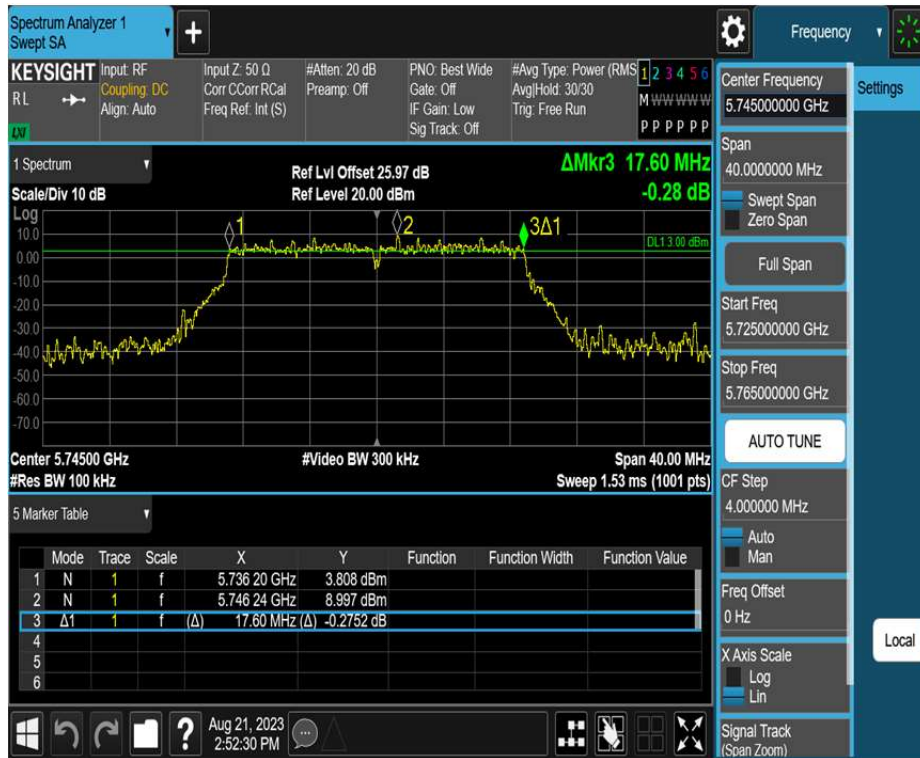 Spectrum Analyzer 1
Swept SA
+
Frequency
KEYSIGHT
RL
LXI
Input: RF
Coupling: DC
Align: Auto
Input Z: 50 Ω
Corr CCorr RCal
Freq Ref: Int (S)
#Atten: 20 dB
Preamp: Off
PNO: Best Wide
Gate: Off
IF Gain: Low
Sig Track: Off
#Avg Type: Power (RMS
Avg|Hold: 30/30
Trig: Free Run
1 2 3 4 5 6
M W W W W W
P P P P P P
1 Spectrum
Scale/Div 10 dB
Ref Lvl Offset 25.97 dB
Ref Level 20.00 dBm
ΔMkr3 17.60 MHz
-0.28 dB
Log
10.0
0.00
-10.0
-20.0
-30.0
-40.0
-50.0
-60.0
-70.0
1
2
3Δ1
DL1 3.00 dBm
Center 5.74500 GHz
#Res BW 100 kHz
#Video BW 300 kHz
Span 40.00 MHz
Sweep 1.53 ms (1001 pts)
5 Marker Table
Mode Trace Scale X Y Function Function Width Function Value
1 N 1 f 5.736 20 GHz 3.808 dBm
2 N 1 f 5.746 24 GHz 8.997 dBm
3 Δ1 1 f (Δ) 17.60 MHz (Δ) -0.2752 dB
4
5
6
?
Aug 21, 2023
2:52:30 PM
Center Frequency
5.745000000 GHz
Span
40.0000000 MHz
Swept Span
Zero Span
Full Span
Start Freq
5.725000000 GHz
Stop Freq
5.765000000 GHz
AUTO TUNE
CF Step
4.000000 MHz
Auto
Man
Freq Offset
0 Hz
X Axis Scale
Log
Lin
Signal Track
(Span Zoom)
Settings
Local